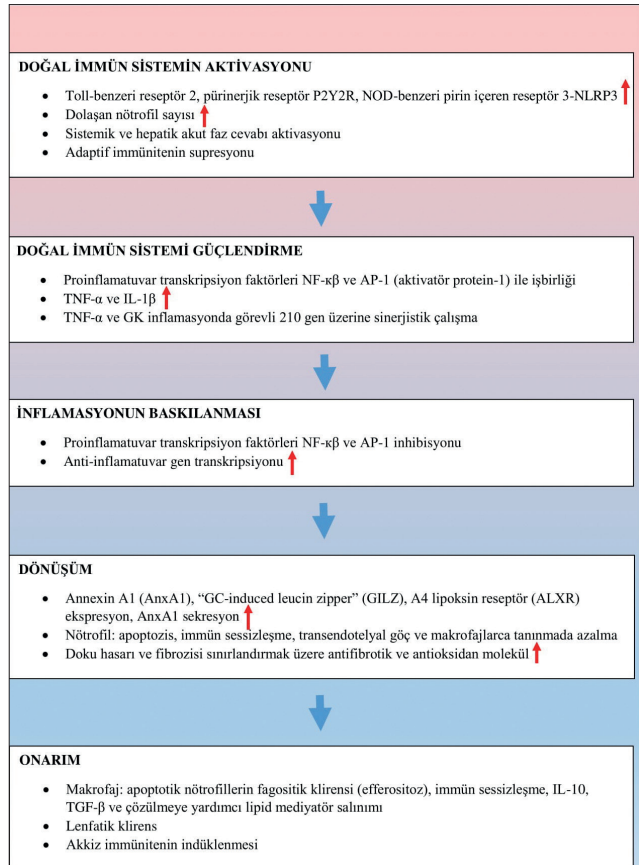 DOĞAL İMMÜN SİSTEMİN AKTİVASYONU
• Toll-benzeri reseptör 2, pürinerjik reseptör P2Y2R, NOD-benzeri pirin içeren reseptör 3-NLRP3
• Dolaşan nötrofil sayısı
• Sistemik ve hepatik akut faz cevabı aktivasyonu
• Adaptif immünitenin supresyonu
DOĞAL İMMÜN SİSTEMİ GÜÇLENDİRME
• Proinflamatuvar transkripsiyon faktörleri NF-κβ ve AP-1 (aktivatör protein-1) ile işbirliği
• TNF-α ve IL-1β
• TNF-α ve GK inflamasyonda görevli 210 gen üzerine sinerjistik çalışma
İNFLAMASYONUN BASKILANMASI
• Proinflamatuvar transkripsiyon faktörleri NF-κβ ve AP-1 inhibisyonu
• Anti-inflamatuvar gen transkripsiyonu
DÖNÜŞÜM
• Annexin A1 (AnxA1), “GC-induced leucin zipper” (GILZ), A4 lipoksin reseptör (ALXR)
ekspresyon, AnxA1 sekresyon
• Nötrofil: apoptozis, immün sessizleşme, transendotelyal göç ve makrofajlarca tanınmada azalma
• Doku hasarı ve fibrozisi sınırlandırmak üzere antifibrotik ve antioksidan molekül
ONARIM
• Makrofaj: apoptotik nötrofillerin fagositik klirensi (efferositoz), immün sessizleşme, IL-10,
TGF-β ve çözülmeye yardımcı lipid mediyatör salınımı
• Lenfatik klirens
• Akkiz immünitenin indüklenmesi